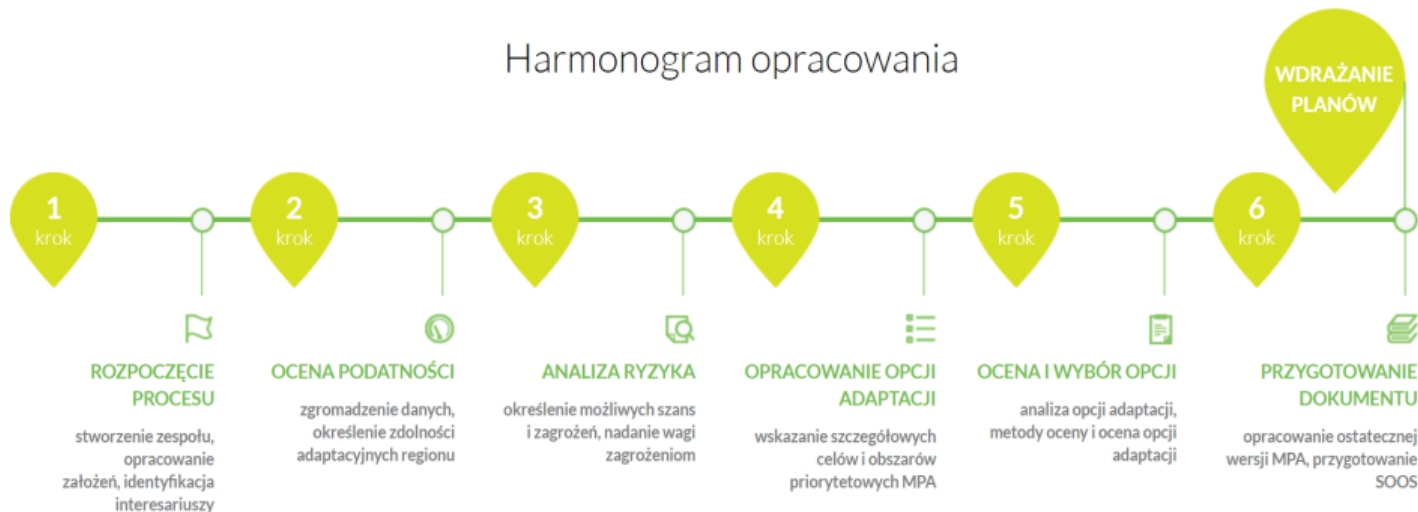 Harmonogram opracowania
WDRAŻANIE
PLANÓW
1
krok
2
krok
3
krok
4
krok
5
krok
6
krok
ROZPOCZĘCIE
PROCESU
stworzenie zespołu,
opracowanie
założeń, identyfikacja
interesariuszy
OCENA PODATNOŚCI
zgromadzenie danych,
określenie zdolności
adaptacyjnych regionu
ANALIZA RYZYKA
określenie możliwych szans
i zagrożeń, nadanie wagi
zagrożeniom
OPRACOWANIE OPCJI
ADAPTACJI
wskazanie szczegółowych
celów i obszarów
priorytetowych MPA
OCENA I WYBÓR OPCJI
analiza opcji adaptacji,
metody oceny i ocena opcji
adaptacji
PRZYGOTOWANIE
DOKUMENTU
opracowanie ostatecznej
wersji MPA, przygotowanie
SOOS